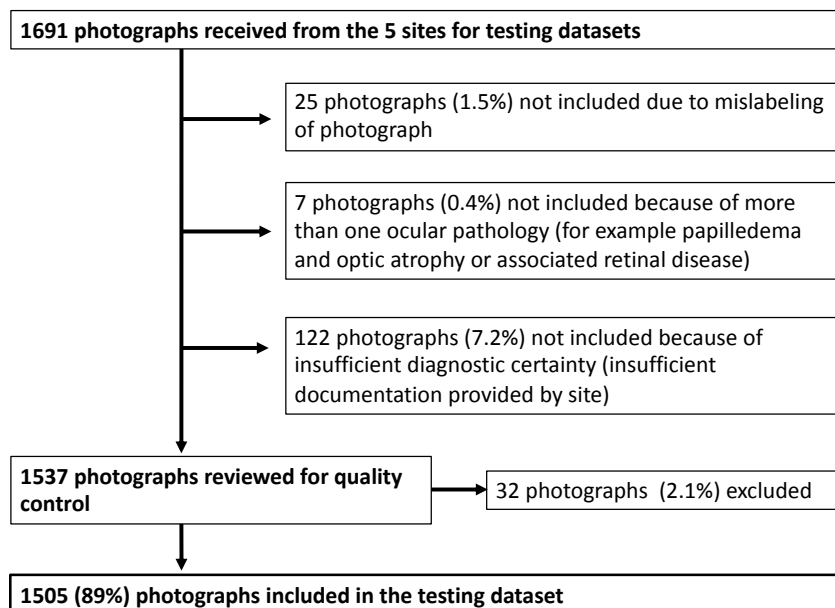 1691 photographs received from the 5 sites for testing datasets
25 photographs (1.5%) not included due to mislabeling
of photograph
7 photographs (0.4%) not included because of more
than one ocular pathology (for example papilledema
and optic atrophy or associated retinal disease)
122 photographs (7.2%) not included because of
insufficient diagnostic certainty (insufficient
documentation provided by site)
1537 photographs reviewed for quality
control
32 photographs (2.1%) excluded
1505 (89%) photographs included in the testing dataset